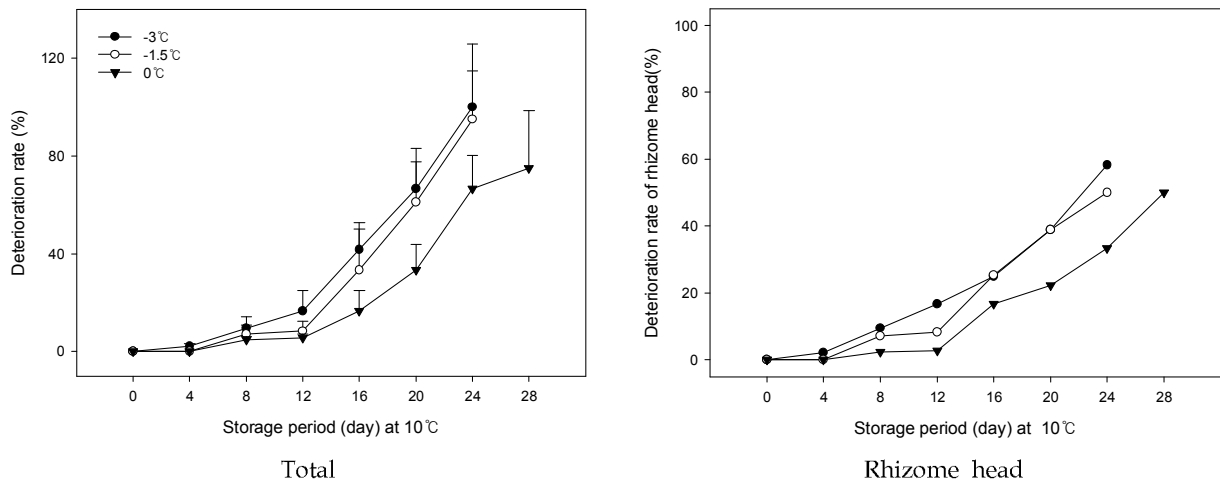 Deterioration rate (%)
120
80
40
0
-3℃
-1.5℃
0℃
0 4 8 12 16 20 24 28
Storage period (day) at 10℃
Total
Deterioration rate of rhizome head(%)
100
80
60
40
20
0
0 4 8 12 16 20 24 28
Storage period (day) at 10℃
Rhizome head